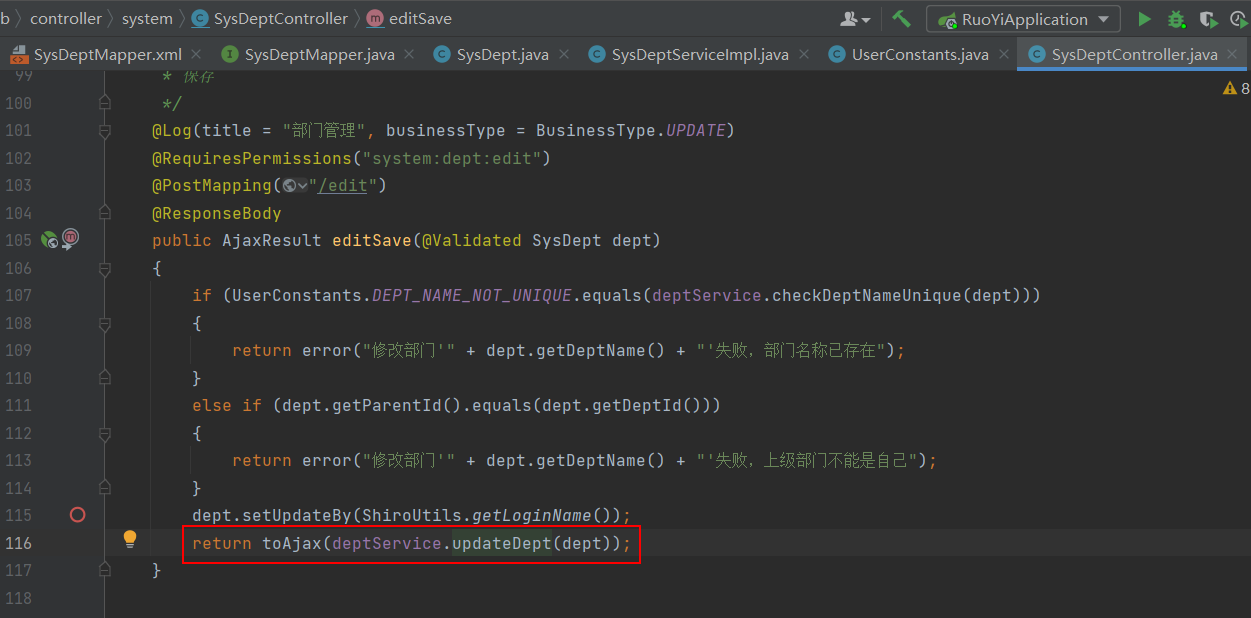 b 〉 controller 〉 system 〉 C SysDeptController 〉 m editSave RuoYiApplication
SysDeptMapper.xml × I SysDeptMapper.java × C SysDept.java × C SysDeptServiceImpl.java × C UserConstants.java × C SysDeptController.java ×
99 * 保存
100 */ 8
101 @Log(title = "部门管理", businessType = BusinessType.UPDATE)
102 @RequiresPermissions("system:dept:edit")
103 @PostMapping("/edit")
104 @ResponseBody
105 public AjaxResult editSave(@Validated SysDept dept)
106 {
107 if (UserConstants.DEPT_NAME_NOT_UNIQUE.equals(deptService.checkDeptNameUnique(dept)))
108 {
109 return error("修改部门'" + dept.getDeptName() + "'失败，部门名称已存在");
110 }
111 else if (dept.getParentId().equals(dept.getDeptId()))
112 {
113 return error("修改部门'" + dept.getDeptName() + "'失败，上级部门不能是自己");
114 }
115 dept.setUpdateBy(ShiroUtils.getLoginName());
116 return toAjax(deptService.updateDept(dept));
117 }
118